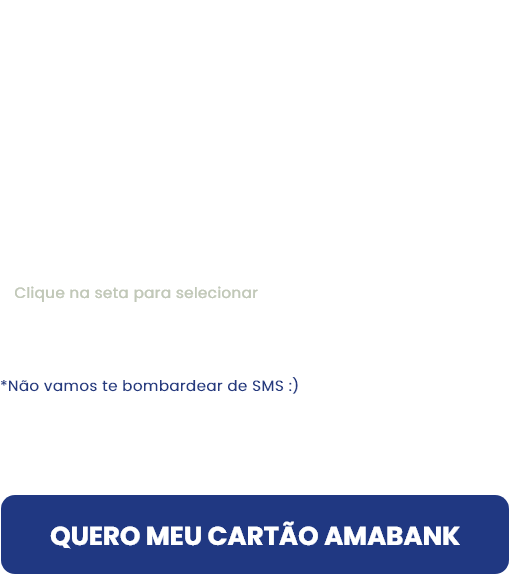 Clique na seta para selecionar
*Não vamos te bombardear de SMS :)
QUERO MEU CARTÃO AMABANK